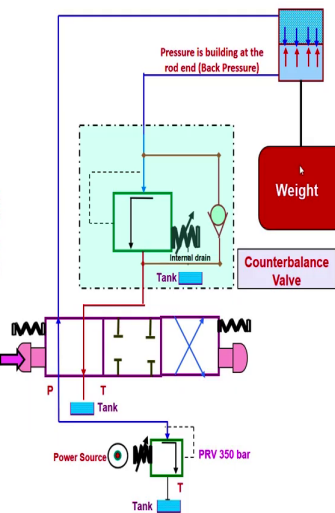 Pressure is building at the
rod end (Back Pressure)
Weight
Internal drain
Tank
Counterbalance
Valve
P
T
Tank
Power Source
PRV 350 bar
T
Tank